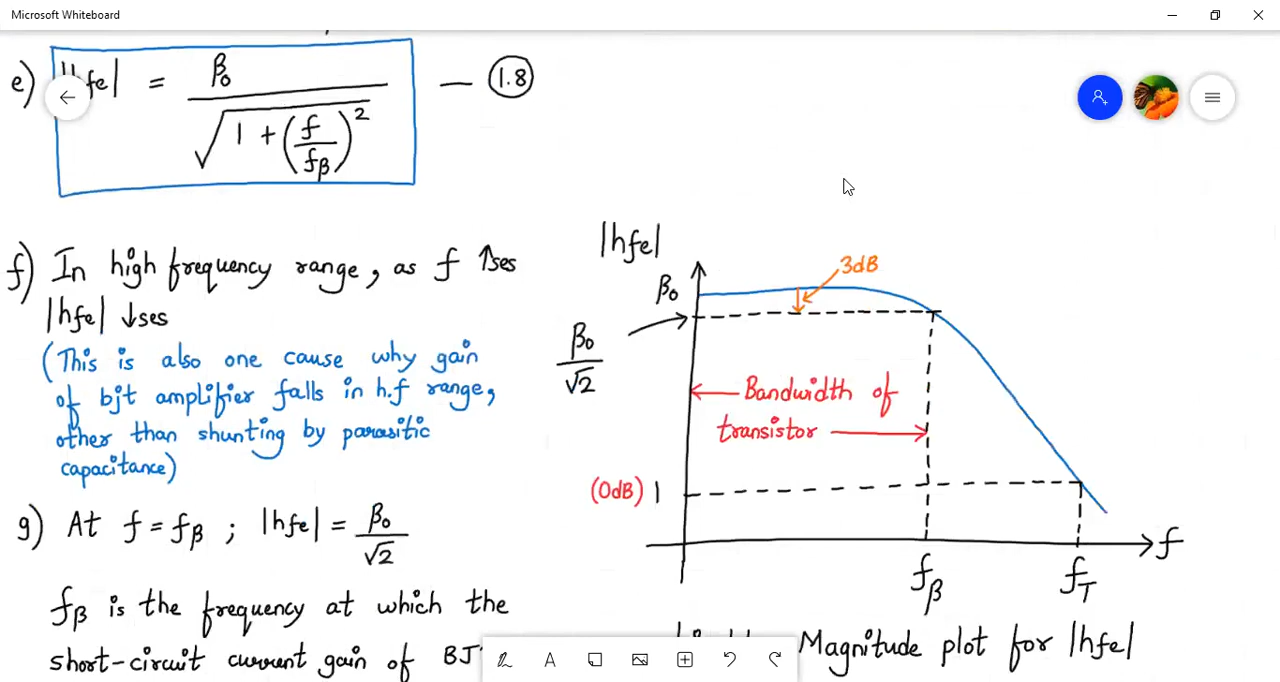 Microsoft Whiteboard
e) |hfe| = β₀ / √(1 + (f/fβ)²) — (1.8)
f) In high frequency range, as f ↑ses
|hfe| ↓ses
(This is also one cause why gain
of bjt amplifier falls in h.f range,
other than shunting by parasitic
capacitance)
g) At f = fβ ; |hfe| = β₀/√2
fβ is the frequency at which the
short-circuit current gain of
|hfe|
3dB
β₀
β₀/√2
Bandwidth of
transistor
(0dB) 1
f
fβ
fT
Magnitude plot for |hfe|